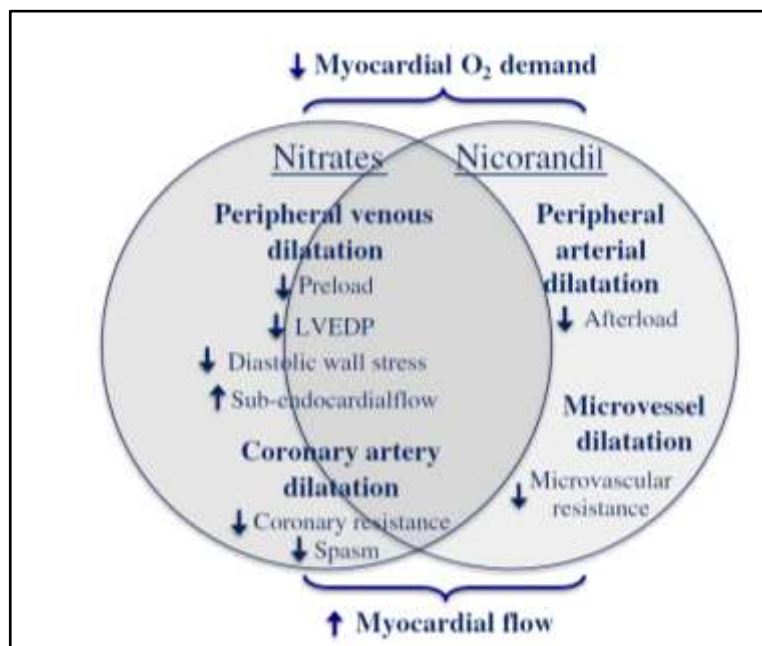 ↓ Myocardial O₂ demand
Nitrates
Peripheral venous
dilatation
↓ Preload
↓ LVEDP
↓ Diastolic wall stress
↑ Sub-endocardialflow
Coronary artery
dilatation
↓ Coronary resistance
↓ Spasm
Nicorandil
Peripheral
arterial
dilatation
↓ Afterload
Microvessel
dilatation
↓ Microvascular
resistance
↑ Myocardial flow